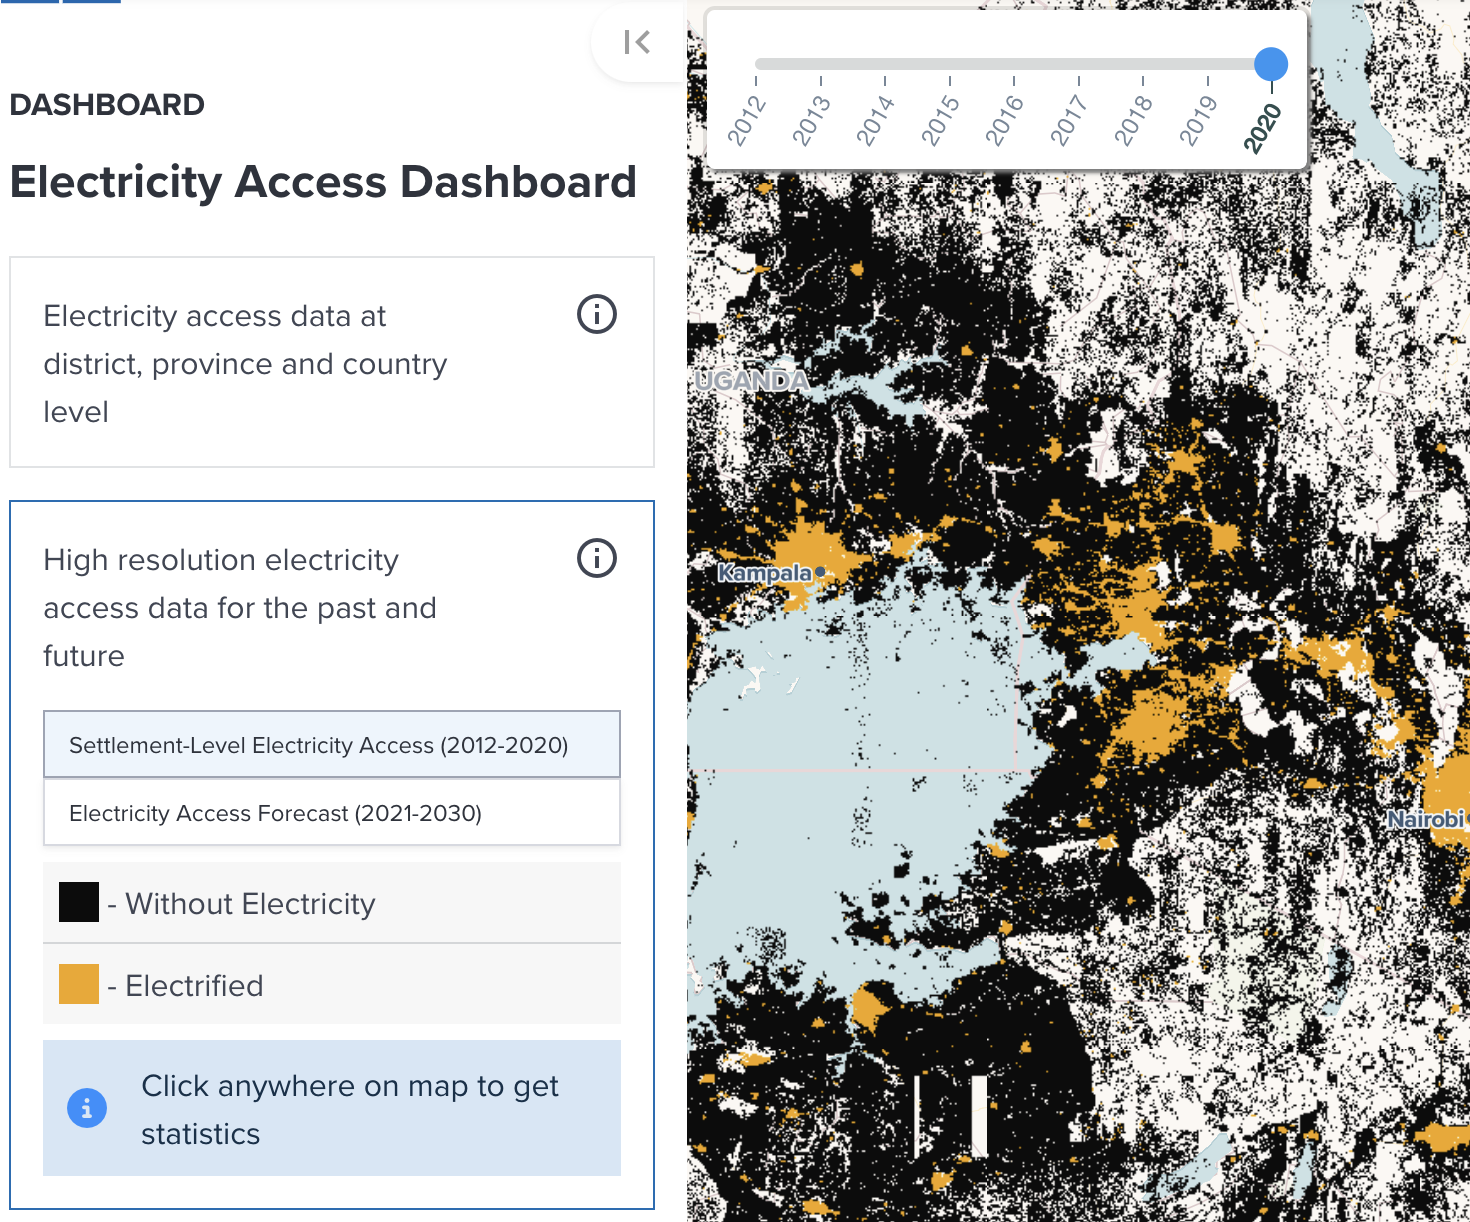 DASHBOARD
Electricity Access Dashboard
Electricity access data at
district, province and country
level
High resolution electricity
access data for the past and
future
Settlement-Level Electricity Access (2012-2020)
Electricity Access Forecast (2021-2030)
- Without Electricity
- Electrified
Click anywhere on map to get
statistics
2012
2013
2014
2015
2016
2017
2018
2019
2020
UGANDA
Kampala
Nairobi